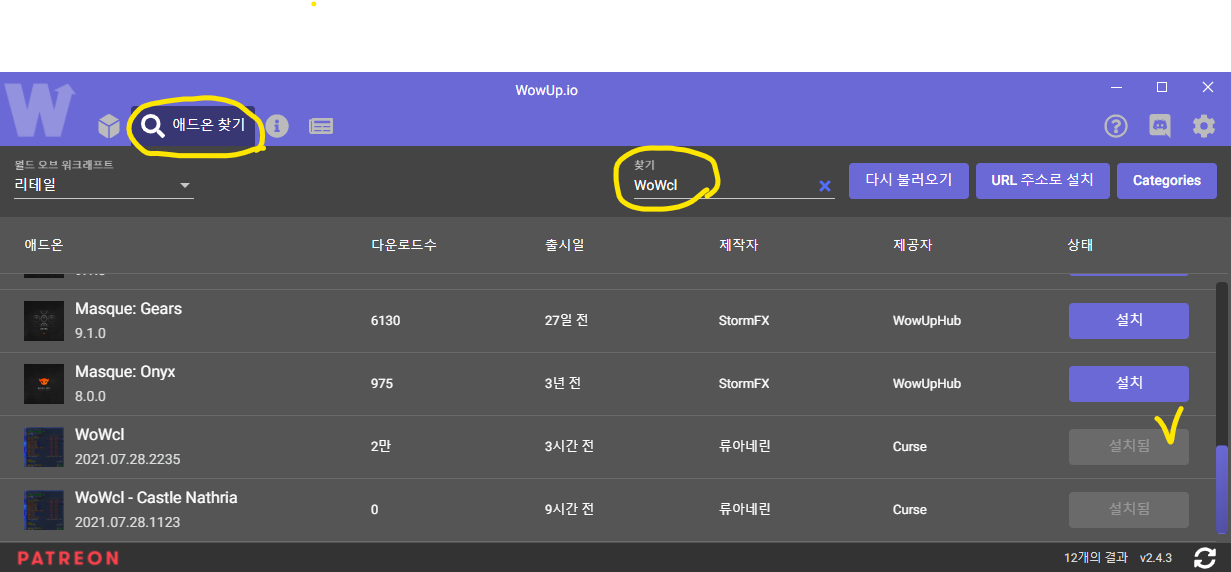 WowUp.io
애드온 찾기
월드 오브 워크래프트
리테일
찾기
WoWcl
다시 불러오기
URL 주소로 설치
Categories
애드온 다운로드수 출시일 제작자 제공자 상태
Masque: Gears
9.1.0
6130 27일 전 StormFX WowUpHub 설치
Masque: Onyx
8.0.0
975 3년 전 StormFX WowUpHub 설치
WoWcl
2021.07.28.2235
2만 3시간 전 류아네린 Curse 설치됨
WoWcl - Castle Nathria
2021.07.28.1123
0 9시간 전 류아네린 Curse 설치됨
PATREON
12개의 결과 v2.4.3